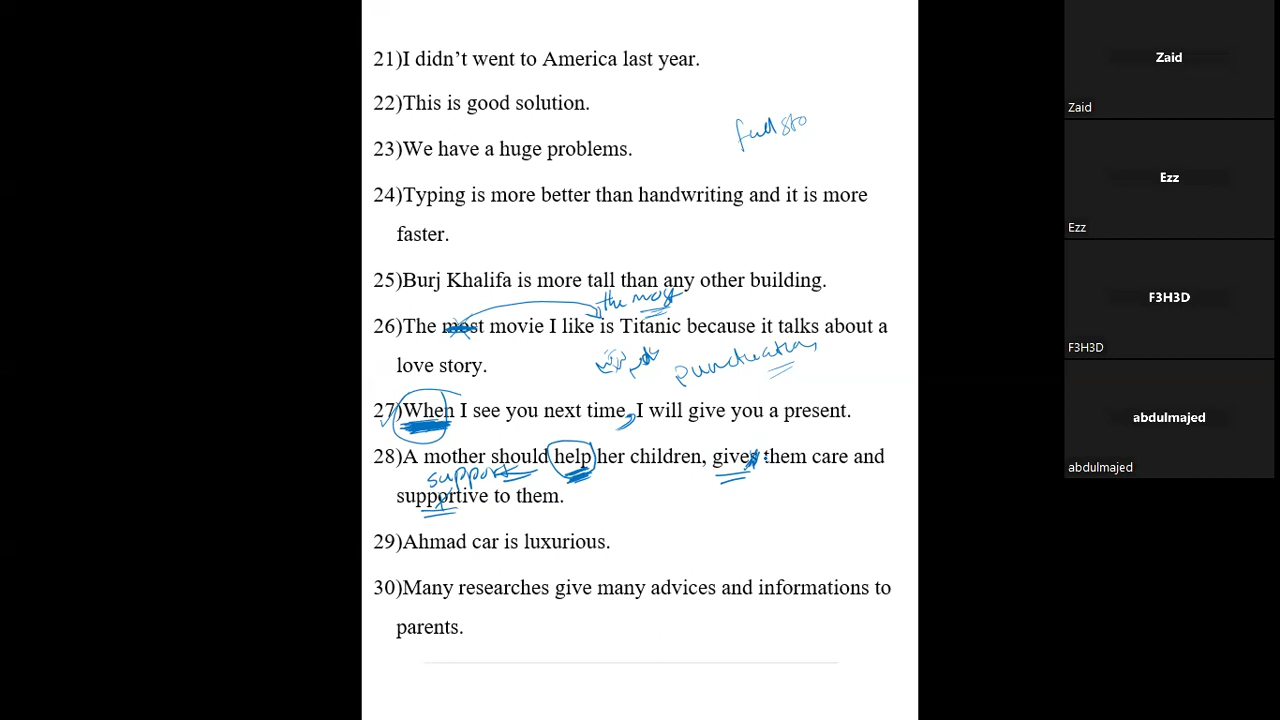 21)I didn’t went to America last year.
22)This is good solution.
full sto
23)We have a huge problems.
24)Typing is more better than handwriting and it is more
faster.
25)Burj Khalifa is more tall than any other building.
the most
26)The most movie I like is Titanic because it talks about a
love story.
punctuation
27)When I see you next time, I will give you a present.
28)A mother should help her children, gives them care and
support
supportive to them.
29)Ahmad car is luxurious.
30)Many researches give many advices and informations to
parents.
Zaid
Zaid
Ezz
Ezz
F3H3D
F3H3D
abdulmajed
abdulmajed